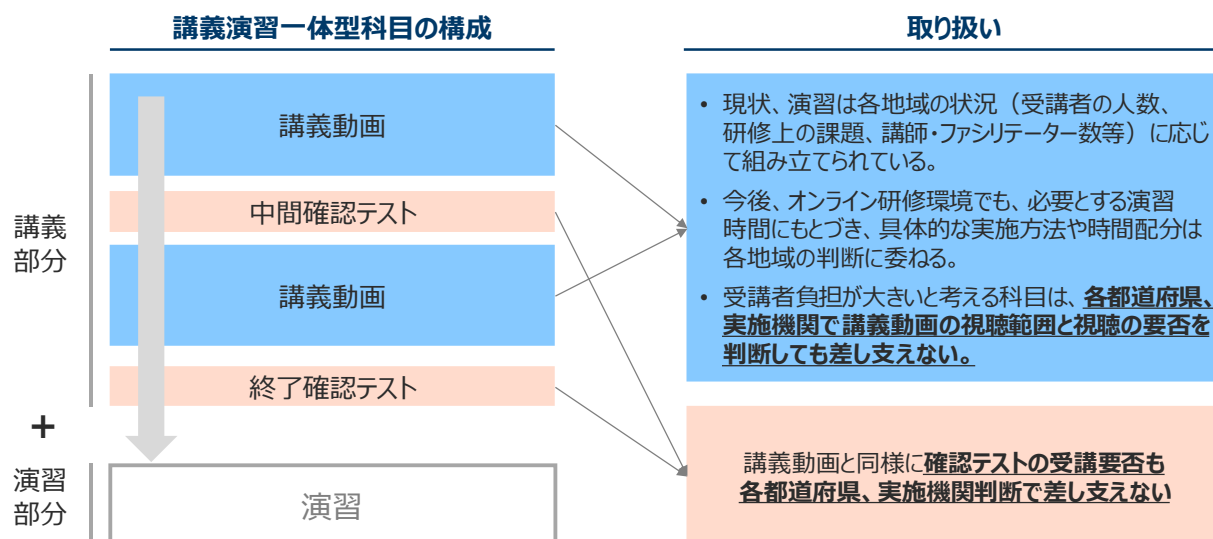 講義演習一体型科目の構成
講義
部分
講義動画
中間確認テスト
講義動画
終了確認テスト
+
演習
部分
演習
取り扱い
• 現状、演習は各地域の状況（受講者の人数、
研修上の課題、講師・ファシリテーター数等）に応じ
て組み立てられている。
• 今後、オンライン研修環境でも、必要とする演習
時間にもとづき、具体的な実施方法や時間配分は
各地域の判断に委ねる。
• 受講者負担が大きいと考える科目は、各都道府県、
実施機関で講義動画の視聴範囲と視聴の要否を
判断しても差し支えない。
講義動画と同様に確認テストの受講要否も
各都道府県、実施機関判断で差し支えない